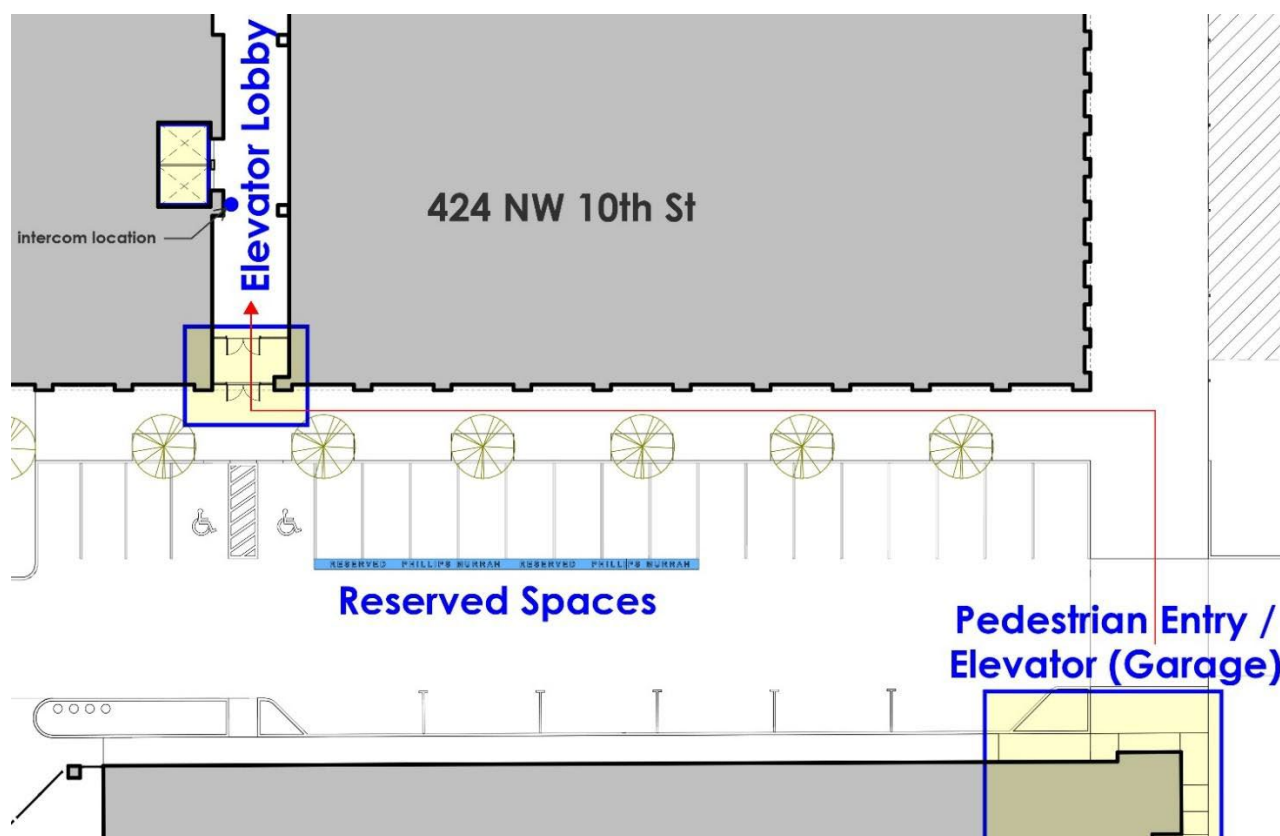 Elevator Lobby
424 NW 10th St
intercom location
RESERVED PHILLIPS MURRAH RESERVED PHILLIPS MURRAH
Reserved Spaces
Pedestrian Entry /
Elevator (Garage)